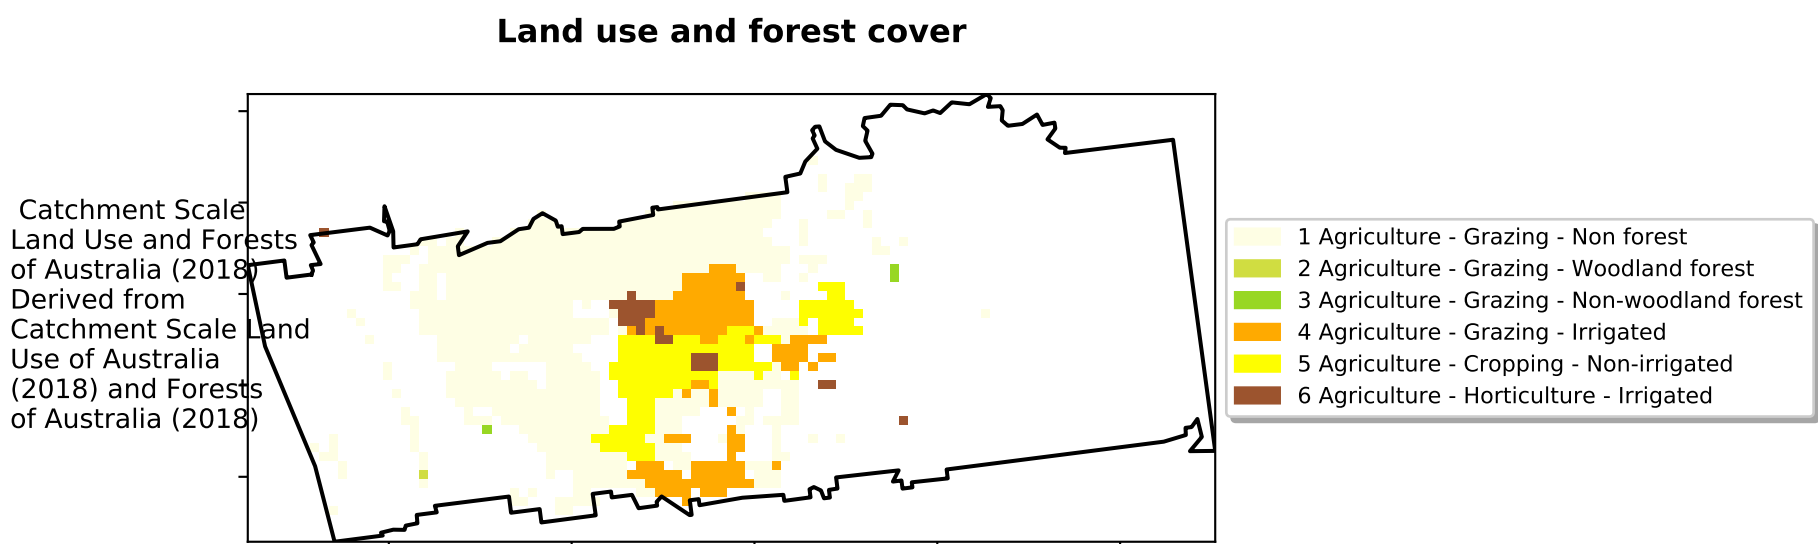 Land use and forest cover
Catchment Scale
Land Use and Forests
of Australia (2018)
Derived from
Catchment Scale Land
Use of Australia
(2018) and Forests
of Australia (2018)
1 Agriculture - Grazing - Non forest
2 Agriculture - Grazing - Woodland forest
3 Agriculture - Grazing - Non-woodland forest
4 Agriculture - Grazing - Irrigated
5 Agriculture - Cropping - Non-irrigated
6 Agriculture - Horticulture - Irrigated